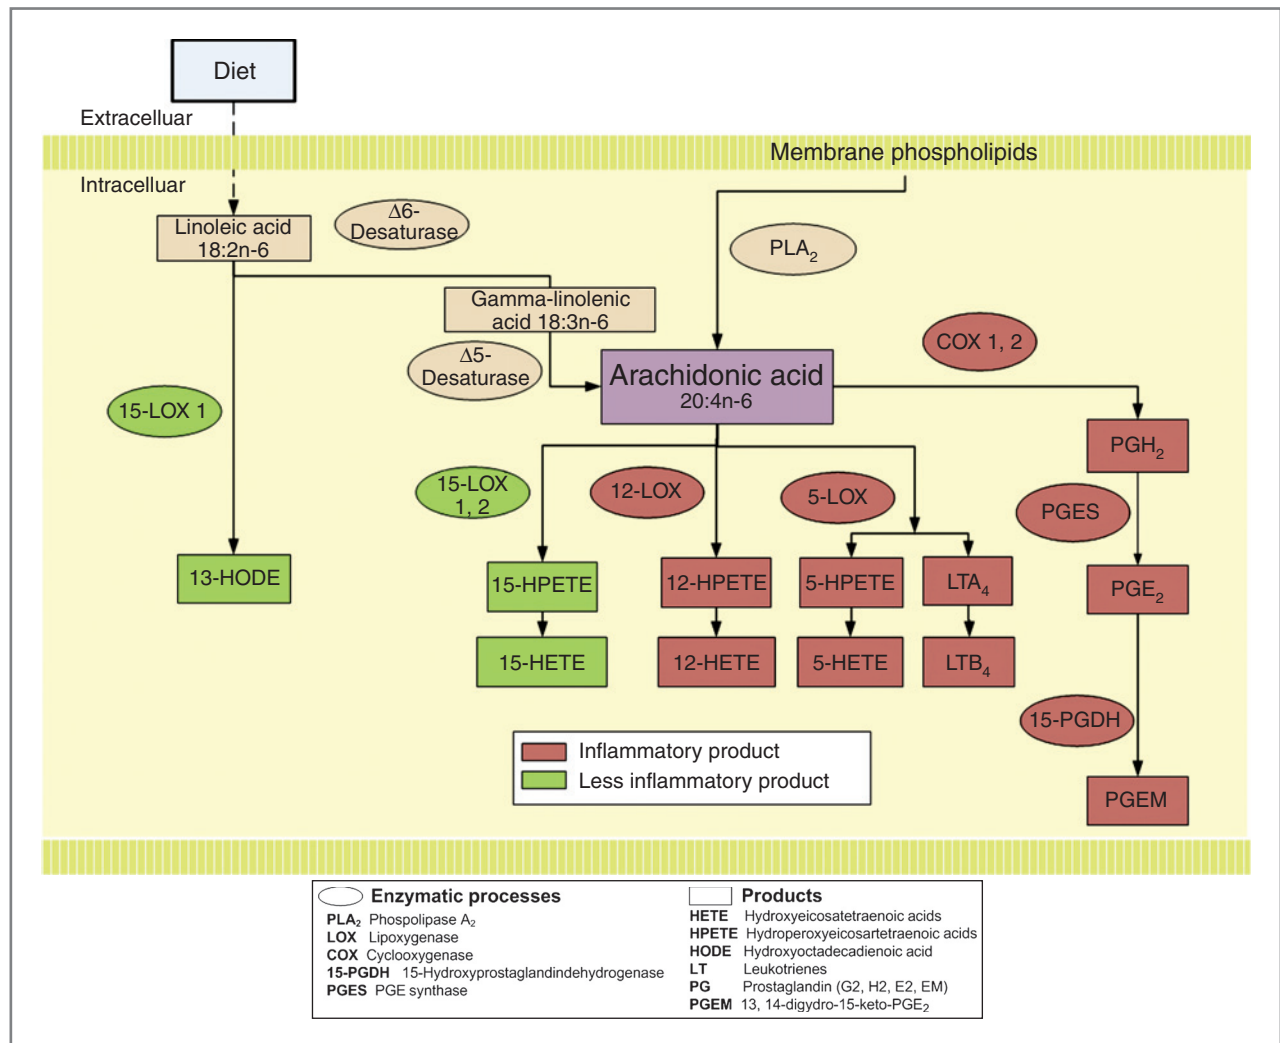 Diet
Extracelluar
Membrane phospholipids
Intracelluar
Linoleic acid
18:2n-6
Δ6-
Desaturase
PLA₂
Gamma-linolenic
acid 18:3n-6
Δ5-
Desaturase
COX 1, 2
Arachidonic acid
20:4n-6
15-LOX 1
PGH₂
15-LOX
1, 2
12-LOX
5-LOX
PGES
13-HODE
15-HPETE
12-HPETE
5-HPETE
LTA₄
PGE₂
15-HETE
12-HETE
5-HETE
LTB₄
15-PGDH
Inflammatory product
Less inflammatory product
PGEM
Enzymatic processes
PLA₂ Phospolipase A₂
LOX Lipoxygenase
COX Cyclooxygenase
15-PGDH 15-Hydroxyprostaglandindehydrogenase
PGES PGE synthase
Products
HETE Hydroxyeicosatetraenoic acids
HPETE Hydroperoxyeicosartetraenoic acids
HODE Hydroxyoctadecadienoic acid
LT Leukotrienes
PG Prostaglandin (G2, H2, E2, EM)
PGEM 13, 14-digydro-15-keto-PGE₂